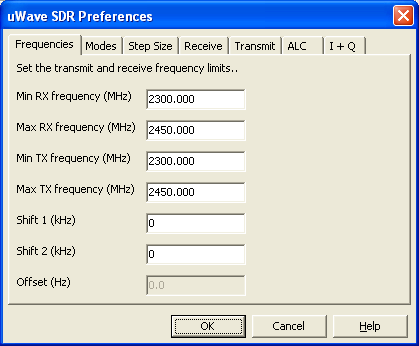 uWave SDR Preferences
Frequencies Modes Step Size Receive Transmit ALC I + Q
Set the transmit and receive frequency limits..
Min RX frequency (MHz) 2300.000
Max RX frequency (MHz) 2450.000
Min TX frequency (MHz) 2300.000
Max TX frequency (MHz) 2450.000
Shift 1 (kHz) 0
Shift 2 (kHz) 0
Offset (Hz) 0.0
OK Cancel Help